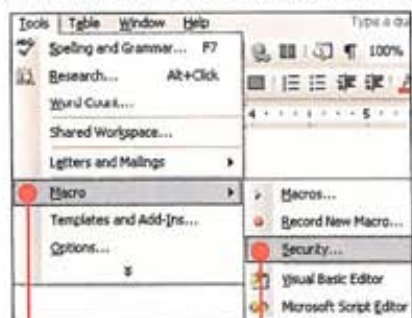 Tools Table Window Help
Type a qu
Spelling and Grammar... F7
100%
Research... Alt+Click
Word Count...
4 5
Shared Workspace...
Letters and Mailings
Macro
Macros...
Templates and Add-Ins...
Record New Macro...
Options...
Security...
Visual Basic Editor
Microsoft Script Editor